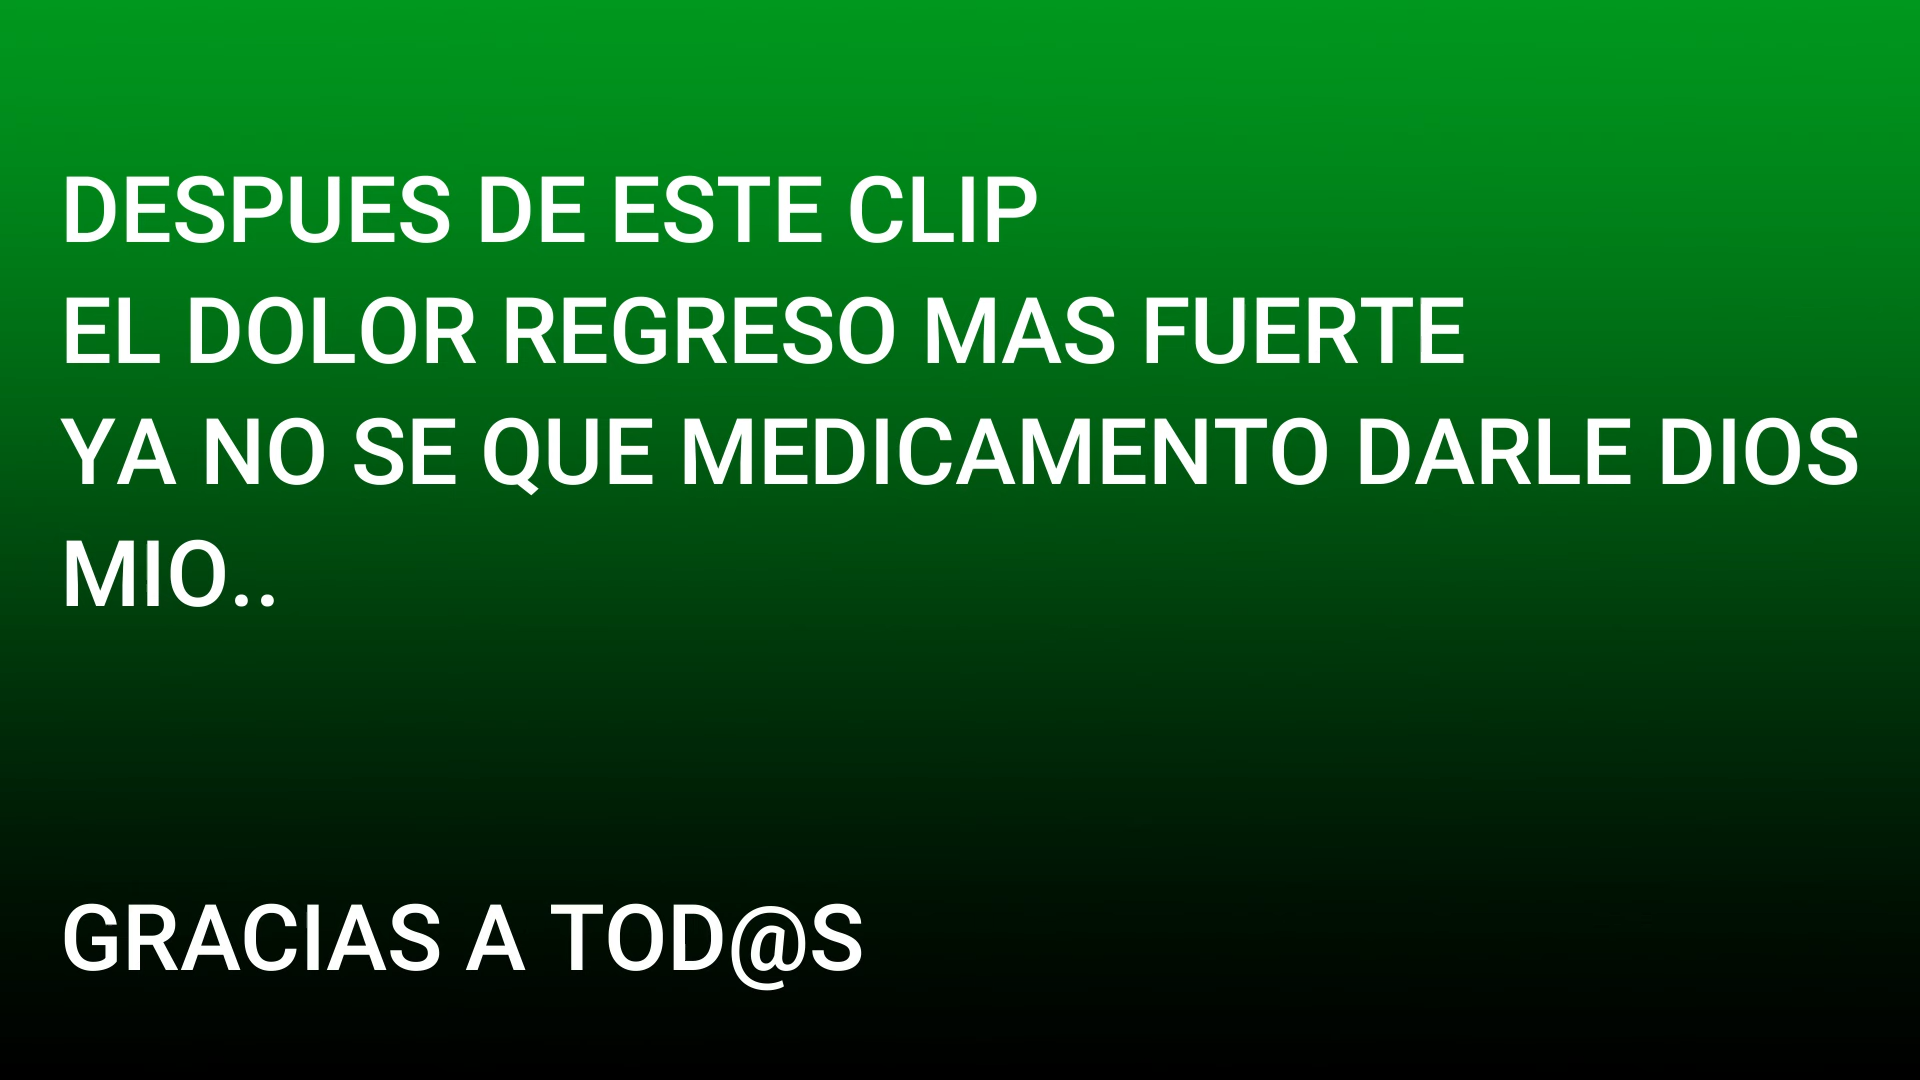 DESPUES DE ESTE CLIP
EL DOLOR REGRESO MAS FUERTE
YA NO SE QUE MEDICAMENTO DARLE DIOS
MIO..
GRACIAS A TOD@S